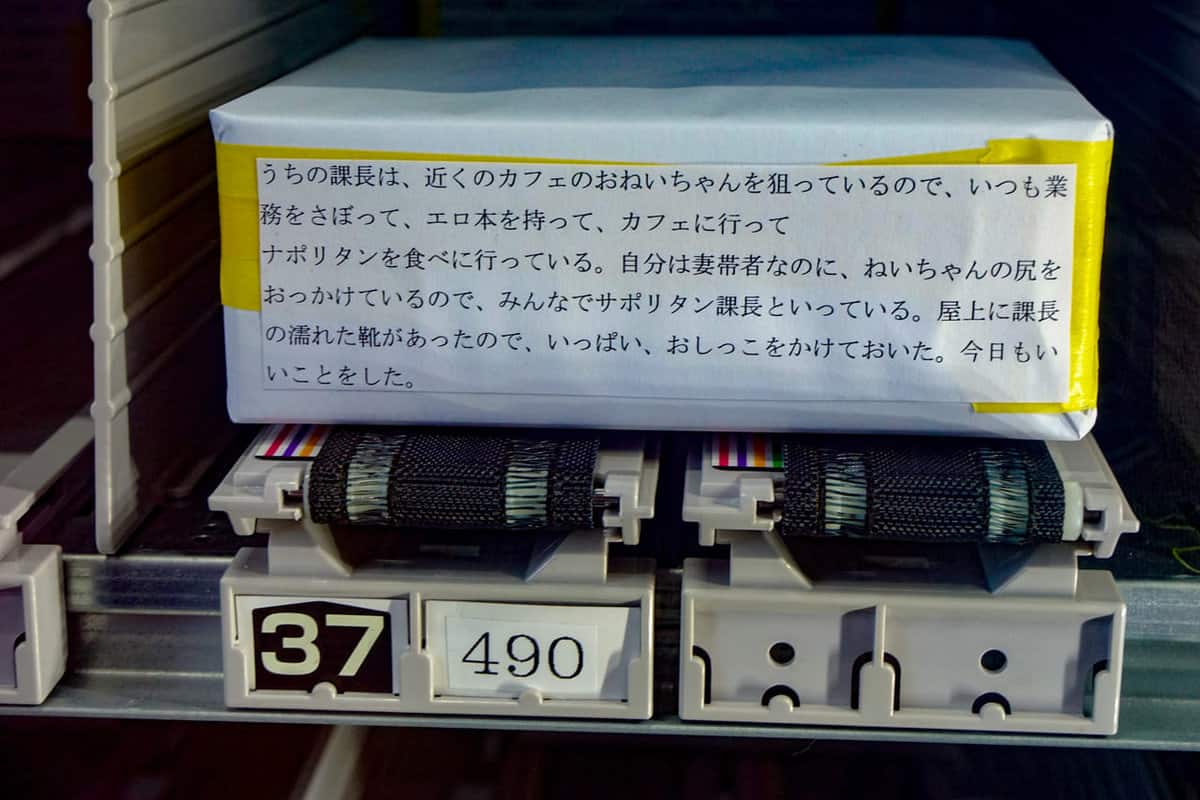 うちの課長は、近くのカフェのおねいちゃんを狙っているので、いつも業
務をさぼって、エロ本を持って、カフェに行って
ナポリタンを食べに行っている。自分は妻帯者なのに、ねいちゃんの尻を
おっかけているので、みんなでサポリタン課長といっている。屋上に課長
の濡れた靴があったので、いっぱい、おしっこをかけておいた。今日もい
いことをした。
37
490